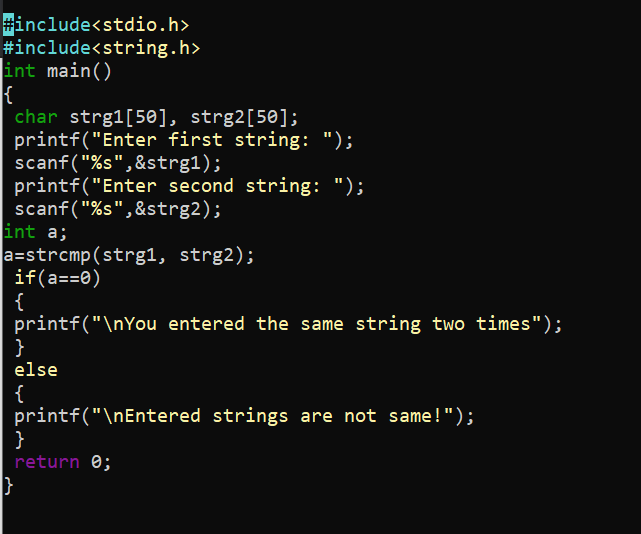 #include<stdio.h>
#include<string.h>
int main()
{
 char strg1[50], strg2[50];
 printf("Enter first string: ");
 scanf("%s",&strg1);
 printf("Enter second string: ");
 scanf("%s",&strg2);
int a;
a=strcmp(strg1, strg2);
 if(a==0)
 {
 printf("\nYou entered the same string two times");
 }
 else
 {
 printf("\nEntered strings are not same!");
 }
 return 0;
}